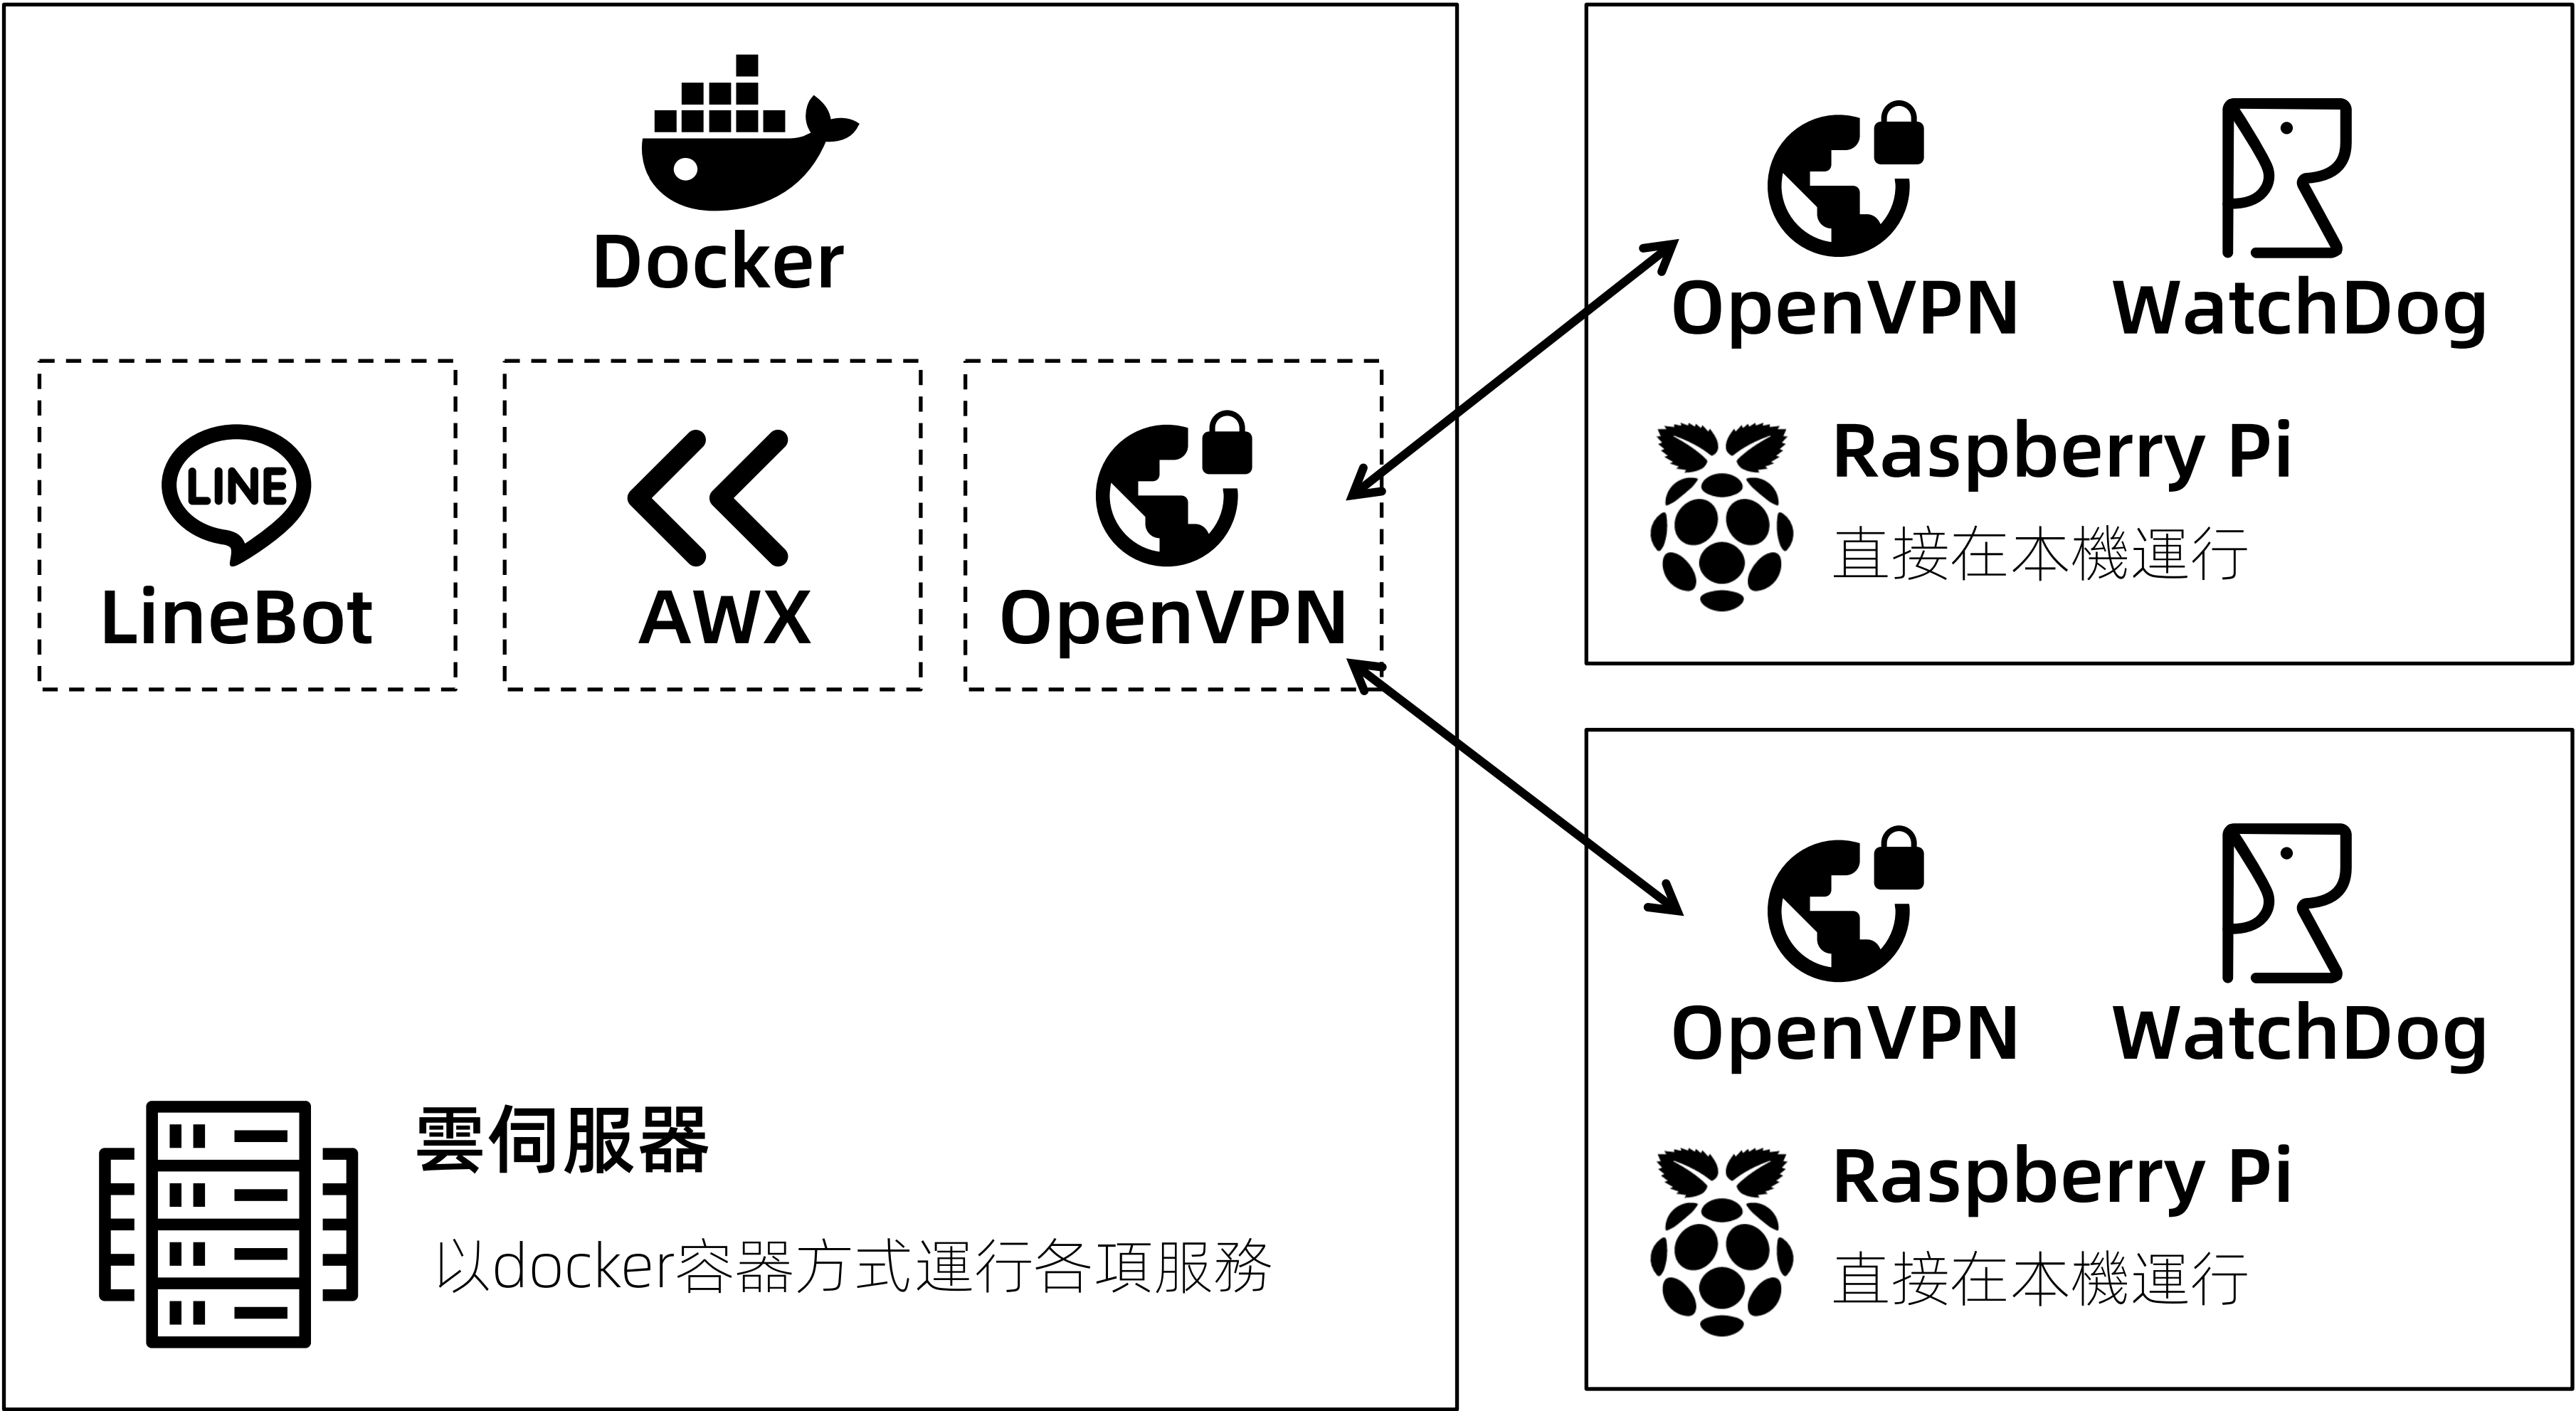 Docker
LINE
LineBot
AWX
OpenVPN
雲伺服器
以docker容器方式運行各項服務
OpenVPN
WatchDog
Raspberry Pi
直接在本機運行
OpenVPN
WatchDog
Raspberry Pi
直接在本機運行